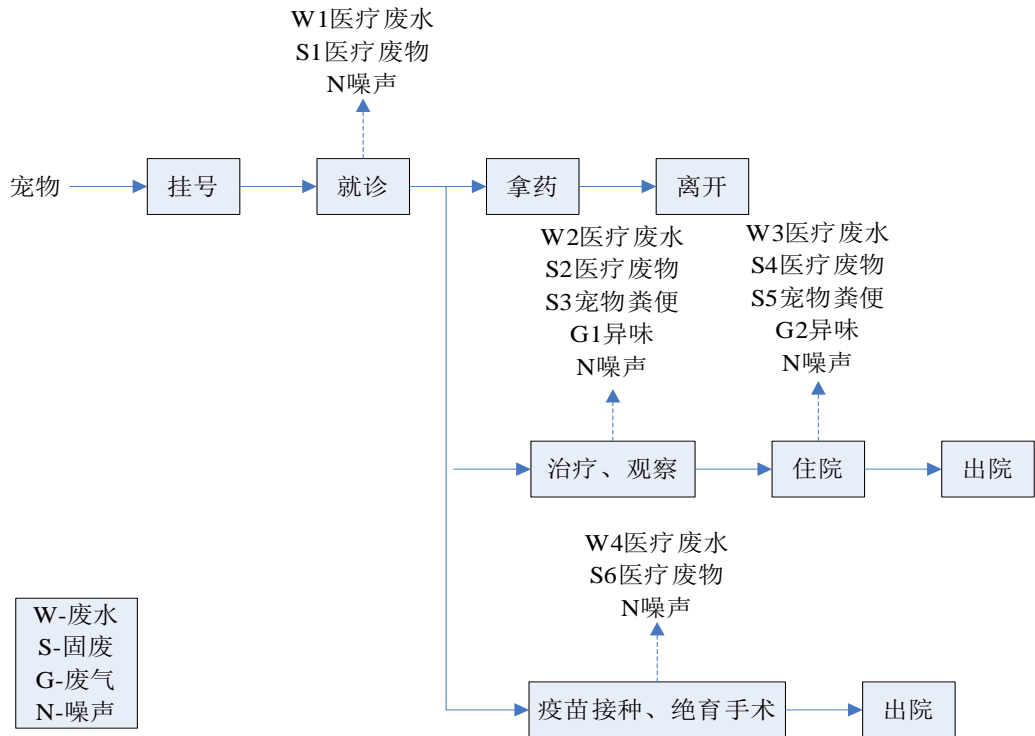 W1医疗废水
S1医疗废物
N噪声
宠物
挂号
就诊
拿药
离开
W2医疗废水
S2医疗废物
S3宠物粪便
G1异味
N噪声
W3医疗废水
S4医疗废物
S5宠物粪便
G2异味
N噪声
治疗、观察
住院
出院
W4医疗废水
S6医疗废物
N噪声
W-废水
S-固废
G-废气
N-噪声
疫苗接种、绝育手术
出院